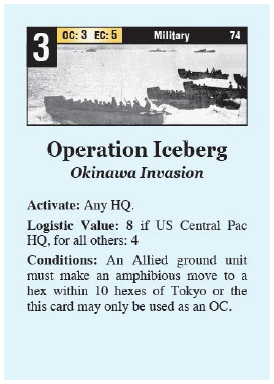 3 OC: 3 EC: 5 Military 74
Operation Iceberg
Okinawa Invasion
Activate: Any HQ.
Logistic Value: 8 if US Central Pac
HQ, for all others: 4
Conditions: An Allied ground unit
must make an amphibious move to a
hex within 10 hexes of Tokyo or the
this card may only be used as an OC.